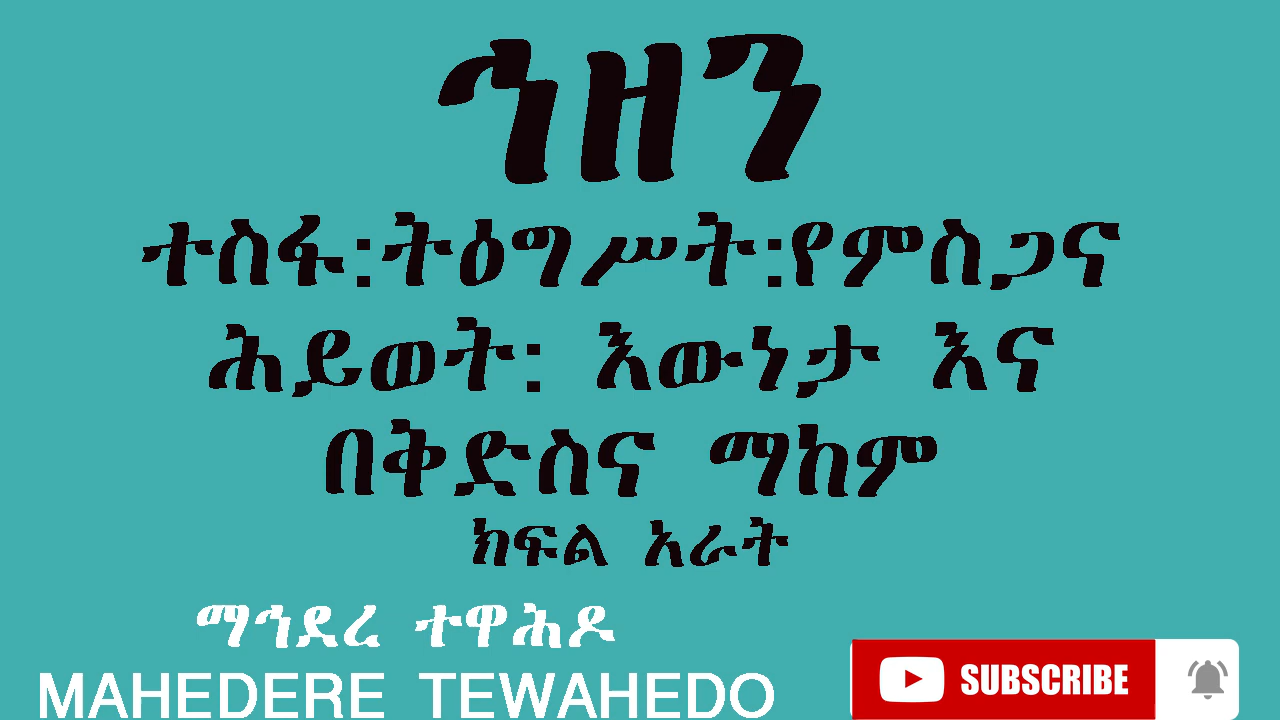 ኀዘን
ተስፋ:ትዕግሥት:የምስጋና
ሕይወት: እውነታ እና
በቅድስና ማከም
ክፍል አራት
ማኅደረ ተዋሕዶ
MAHEDERE TEWAHEDO
SUBSCRIBE